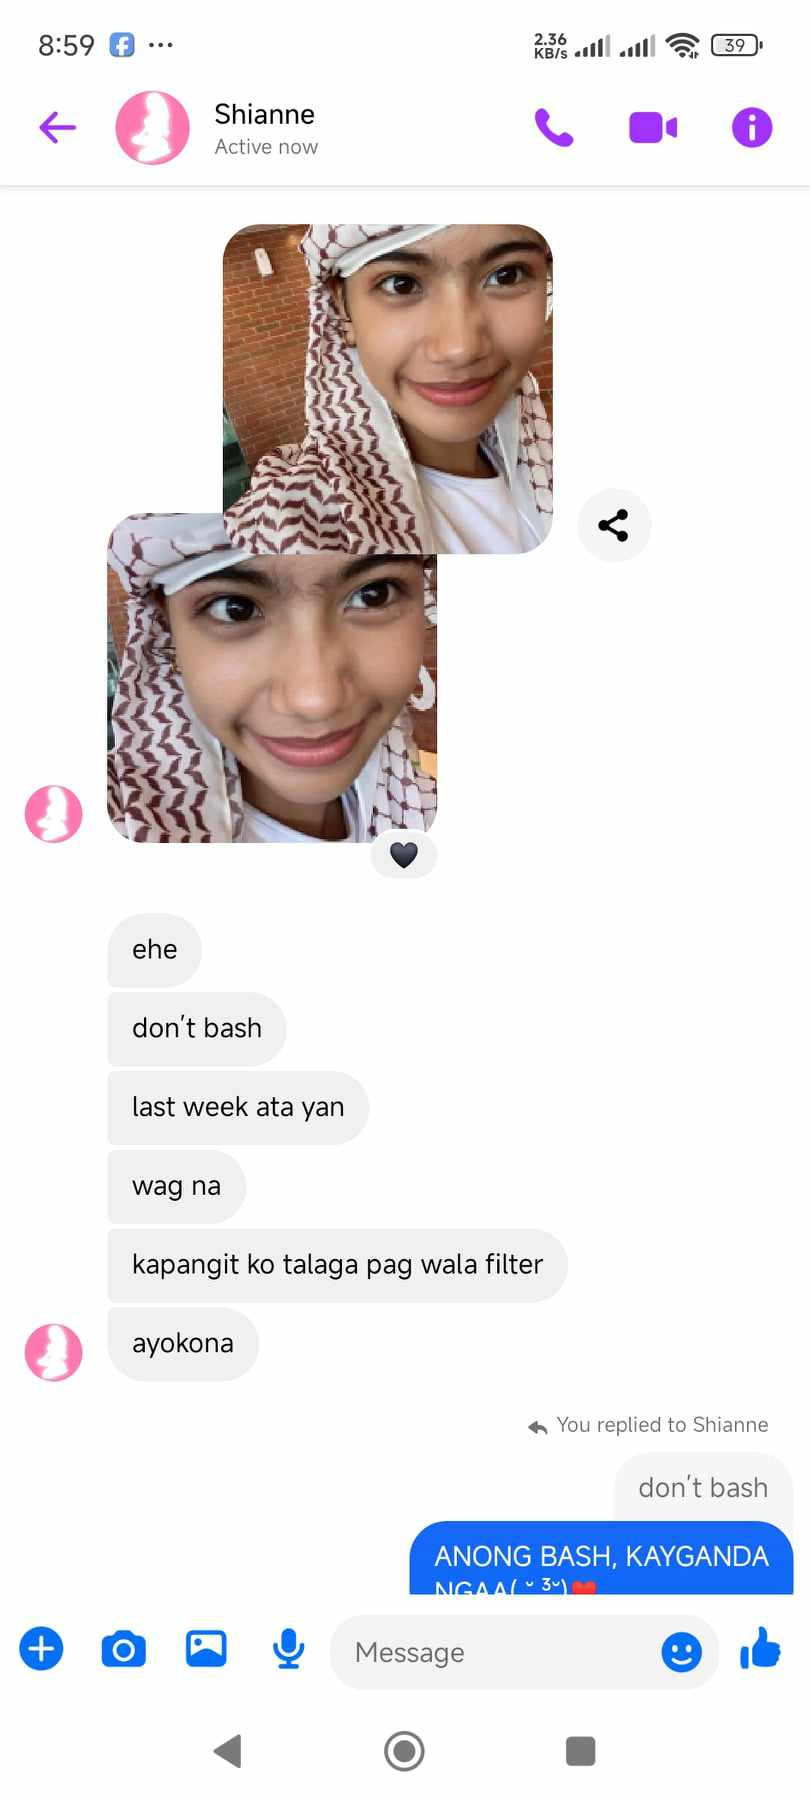 8:59
2.36
KB/s
39
Shianne
Active now
ehe
don't bash
last week ata yan
wag na
kapangit ko talaga pag wala filter
ayokona
You replied to Shianne
don't bash
ANONG BASH, KAYGANDA
NGAA( ˘ ³˘)❤️
Message